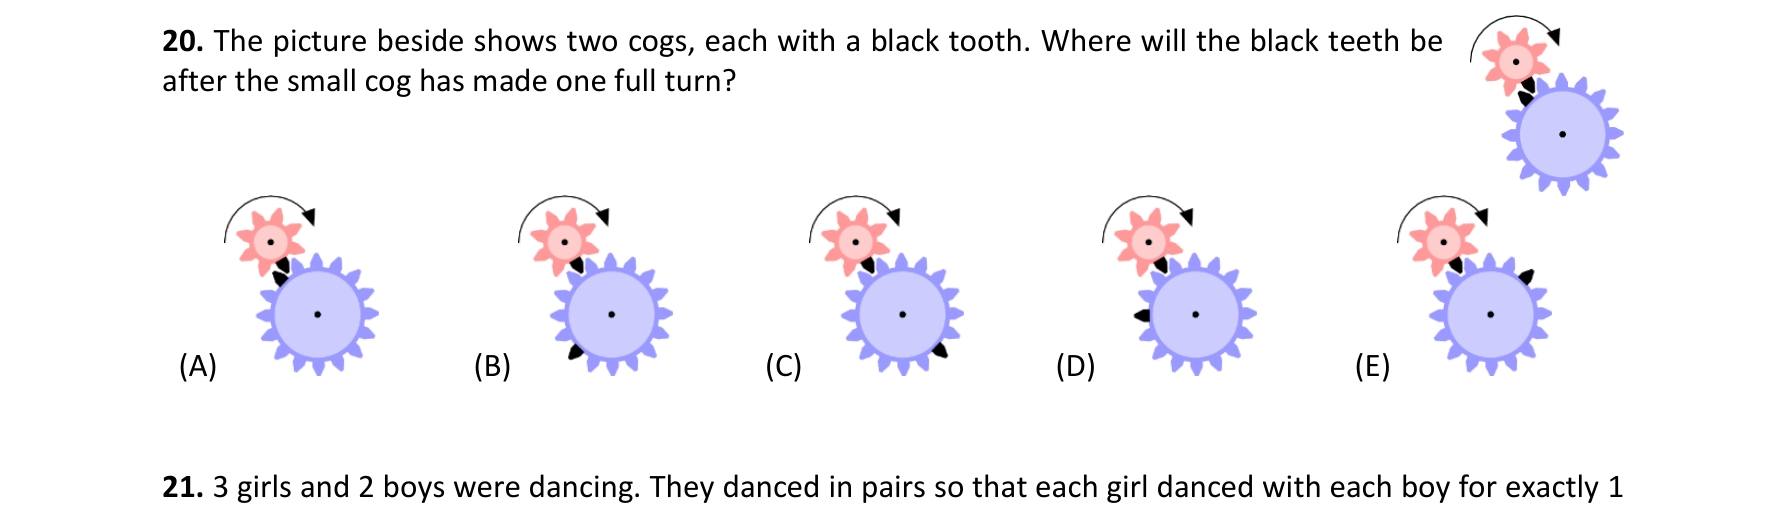 20. The picture beside shows two cogs, each with a black tooth. Where will the black teeth be
after the small cog has made one full turn?
(A) (B) (C) (D) (E)
21. 3 girls and 2 boys were dancing. They danced in pairs so that each girl danced with each boy for exactly 1